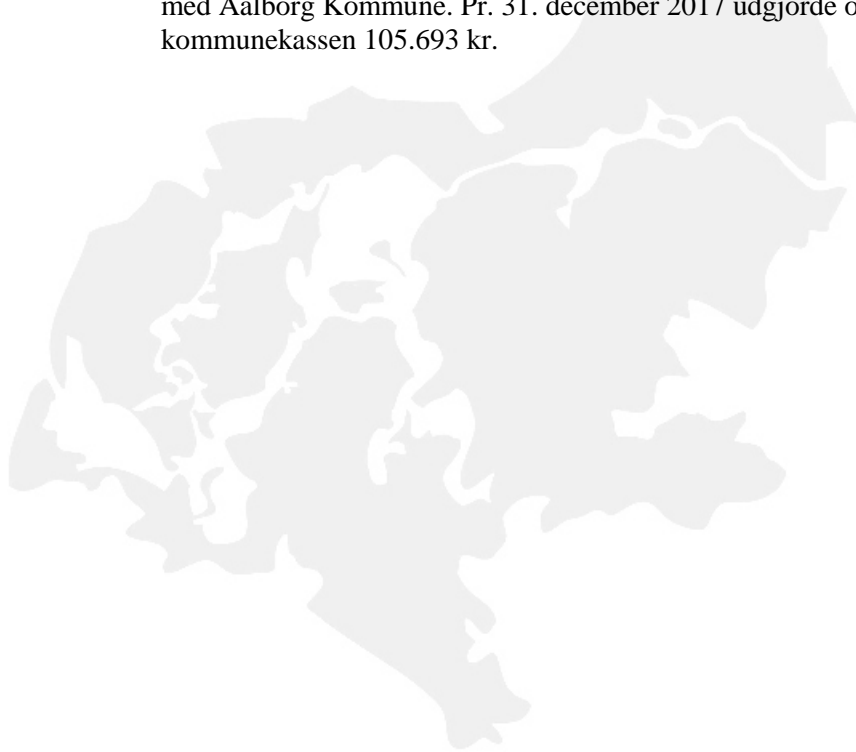 med Aalborg Kommune. Pr. 31. december 2017 udgjorde
kommunekassen 105.693 kr.